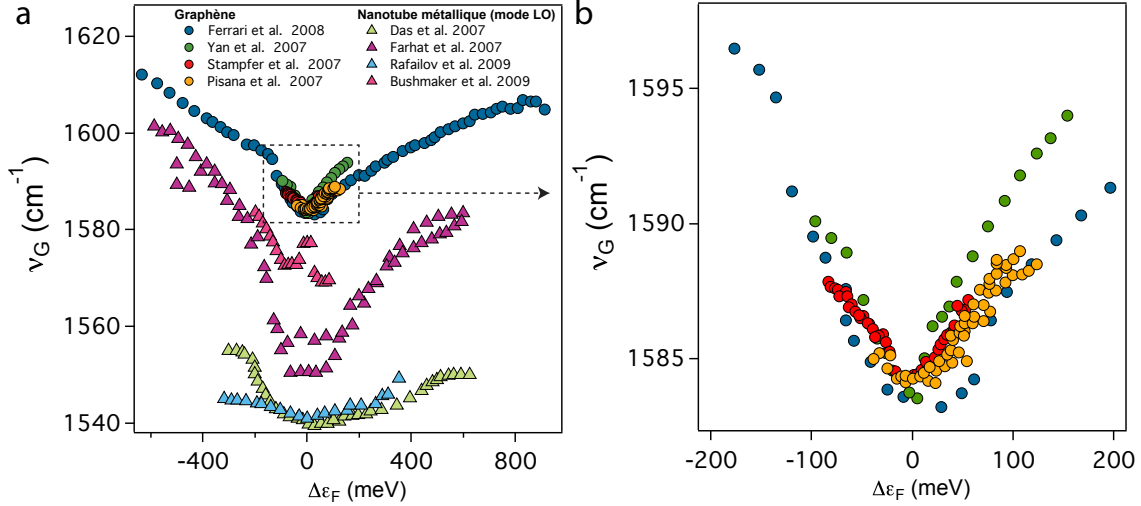 a
Graphène
Ferrari et al. 2008
Yan et al. 2007
Stampfer et al. 2007
Pisana et al. 2007
Nanotube métallique (mode LO)
Das et al. 2007
Farhat et al. 2007
Rafailov et al. 2009
Bushmaker et al. 2009
1620
1600
1580
1560
1540
νG (cm⁻¹)
-400
0
400
800
ΔεF (meV)
b
1595
1590
1585
νG (cm⁻¹)
-200
-100
0
100
200
ΔεF (meV)